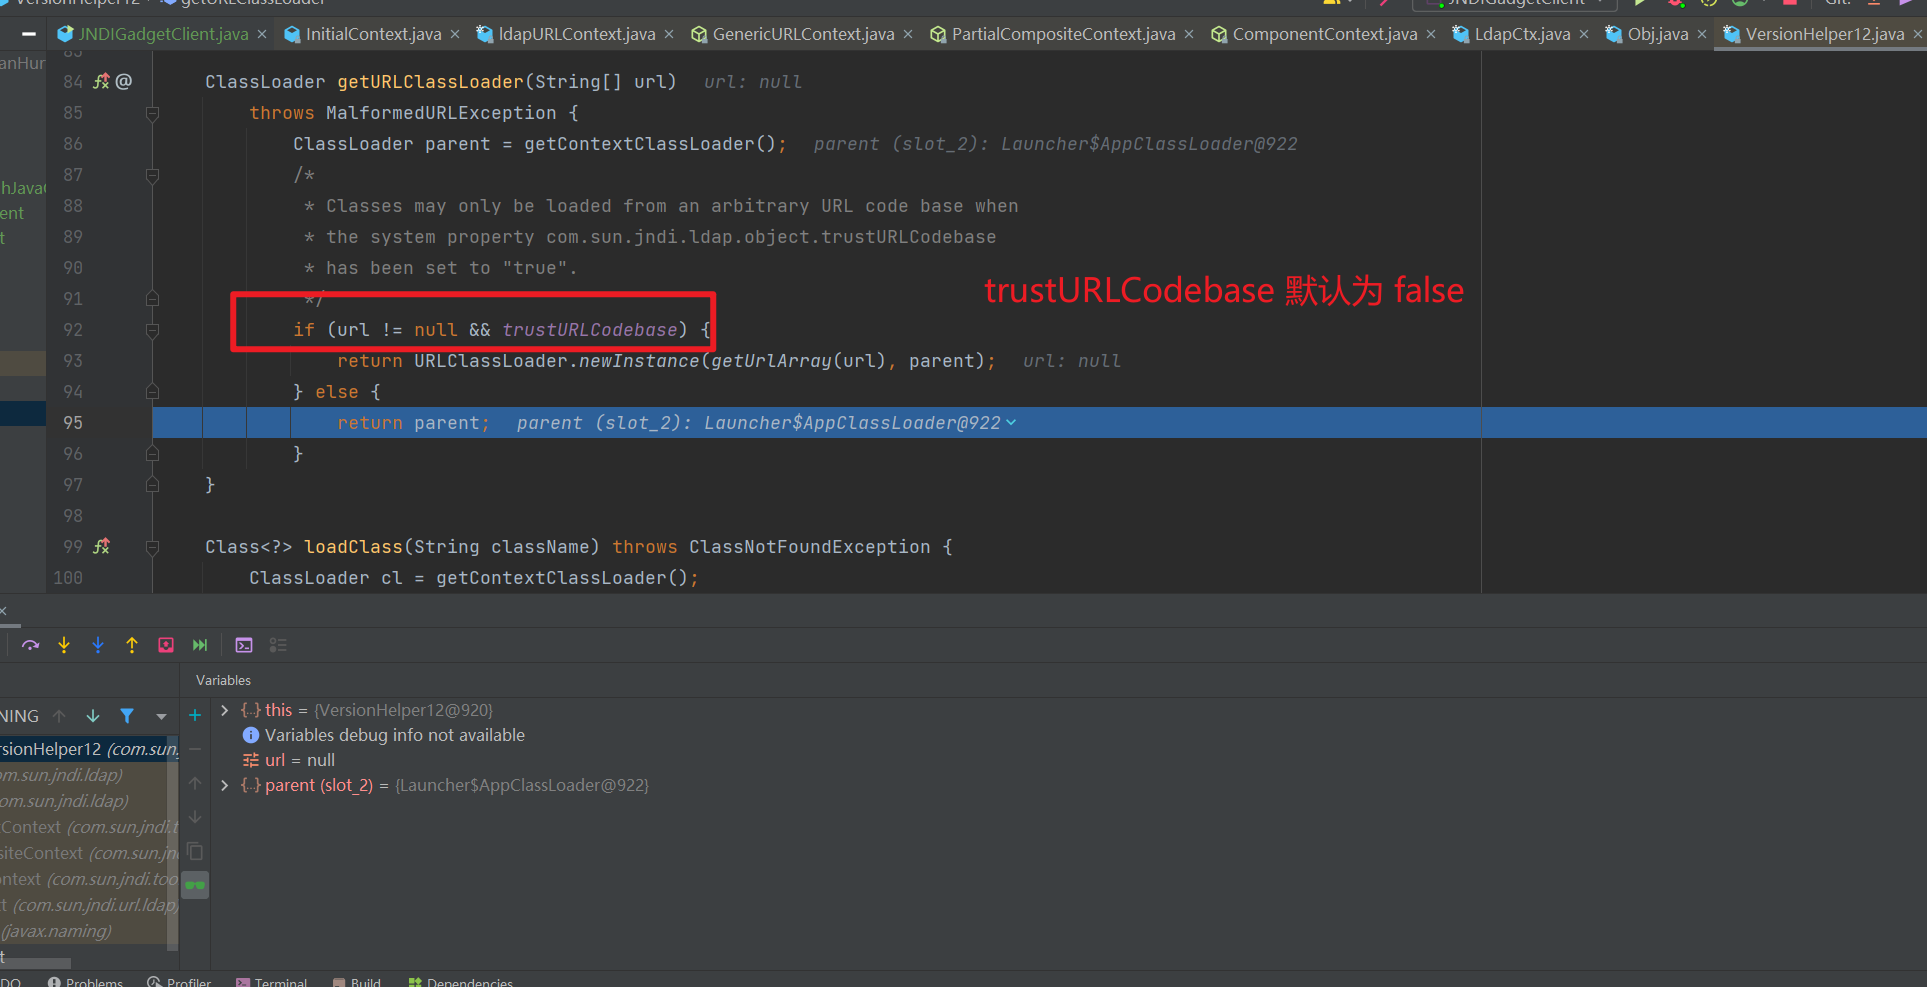 getURLClassLoader
JNDIGadgetClient
Git:
JNDIGadgetClient.java
InitialContext.java
ldapURLContext.java
GenericURLContext.java
PartialCompositeContext.java
ComponentContext.java
LdapCtx.java
Obj.java
VersionHelper12.java
anHur
hJava
ent
t
84 @ ClassLoader getURLClassLoader(String[] url) url: null
85 throws MalformedURLException {
86 ClassLoader parent = getContextClassLoader(); parent (slot_2): Launcher$AppClassLoader@922
87 /*
88 * Classes may only be loaded from an arbitrary URL code base when
89 * the system property com.sun.jndi.ldap.object.trustURLCodebase
90 * has been set to "true".
91 */
trustURLCodebase 默认为 false
92 if (url != null && trustURLCodebase) {
93 return URLClassLoader.newInstance(getUrlArray(url), parent); url: null
94 } else {
95 return parent; parent (slot_2): Launcher$AppClassLoader@922
96 }
97 }
98
99 Class<?> loadClass(String className) throws ClassNotFoundException {
100 ClassLoader cl = getContextClassLoader();
Variables
NING
this = {VersionHelper12@920}
Variables debug info not available
url = null
parent (slot_2) = {Launcher$AppClassLoader@922}
rsionHelper12 (com.sun.
om.sun.jndi.ldap)
com.sun.jndi.ldap)
Context (com.sun.jndi.t
siteContext (com.sun.jn
ontext (com.sun.jndi.too
t (com.sun.jndi.url.ldap)
(javax.naming)
t
DO
Problems
Profiler
Terminal
Build
Dependencies